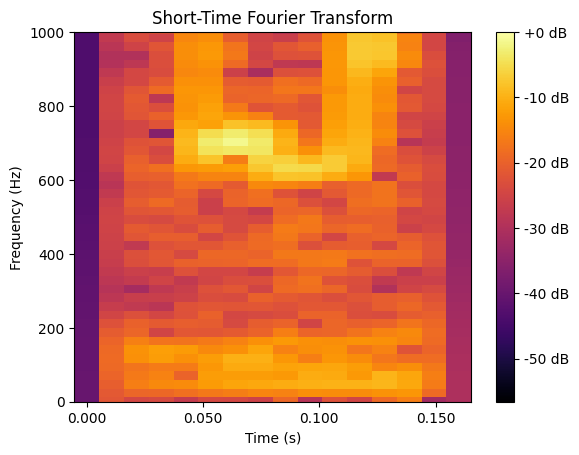 Short-Time Fourier Transform
1000
800
600
400
200
0
Frequency (Hz)
0.000
0.050
0.100
0.150
Time (s)
+0 dB
-10 dB
-20 dB
-30 dB
-40 dB
-50 dB